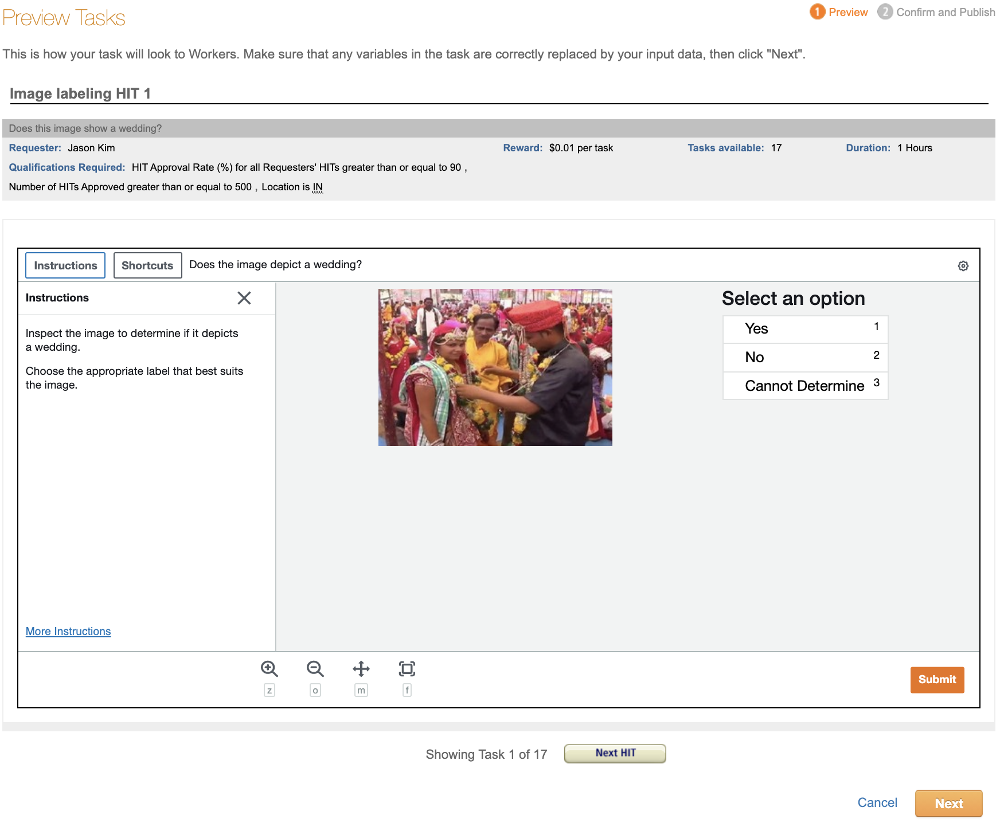 Preview Tasks
1 Preview 2 Confirm and Publish
This is how your task will look to Workers. Make sure that any variables in the task are correctly replaced by your input data, then click "Next".
Image labeling HIT 1
Does this image show a wedding?
Requester: Jason Kim Reward: $0.01 per task Tasks available: 17 Duration: 1 Hours
Qualifications Required: HIT Approval Rate (%) for all Requesters' HITs greater than or equal to 90 ,
Number of HITs Approved greater than or equal to 500 , Location is IN
Instructions Shortcuts Does the image depict a wedding?
Instructions
Select an option
Inspect the image to determine if it depicts
a wedding.
Choose the appropriate label that best suits
the image.
Yes 1
No 2
Cannot Determine 3
More Instructions
z o m f
Submit
Showing Task 1 of 17 Next HIT
Cancel Next